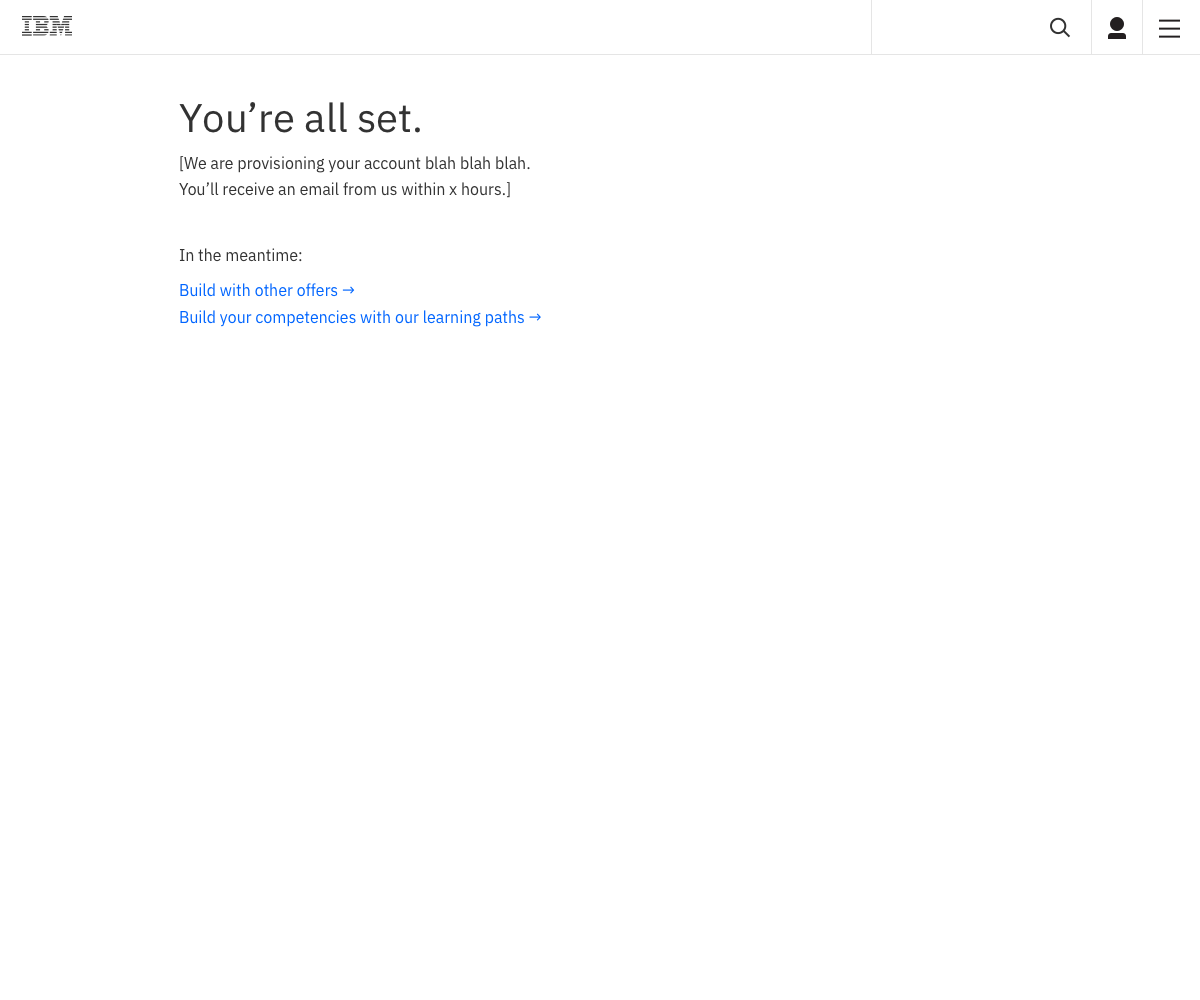 IBM
You’re all set.
[We are provisioning your account blah blah blah.
You’ll receive an email from us within x hours.]
In the meantime:
Build with other offers →
Build your competencies with our learning paths →